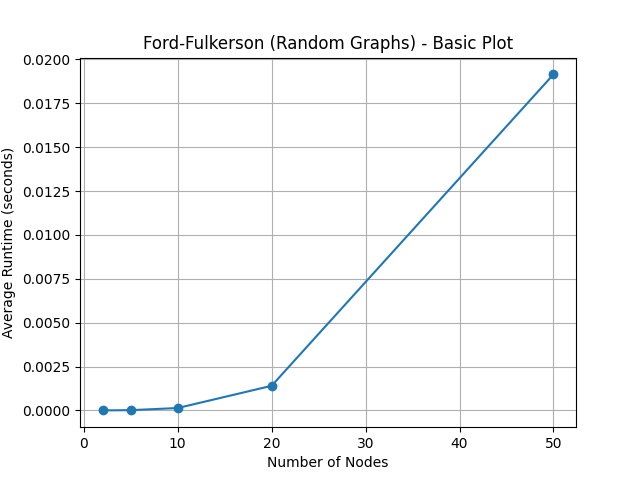 Ford-Fulkerson (Random Graphs) - Basic Plot
0.0200
0.0175
0.0150
0.0125
0.0100
0.0075
0.0050
0.0025
0.0000
Average Runtime (seconds)
0 10 20 30 40 50
Number of Nodes